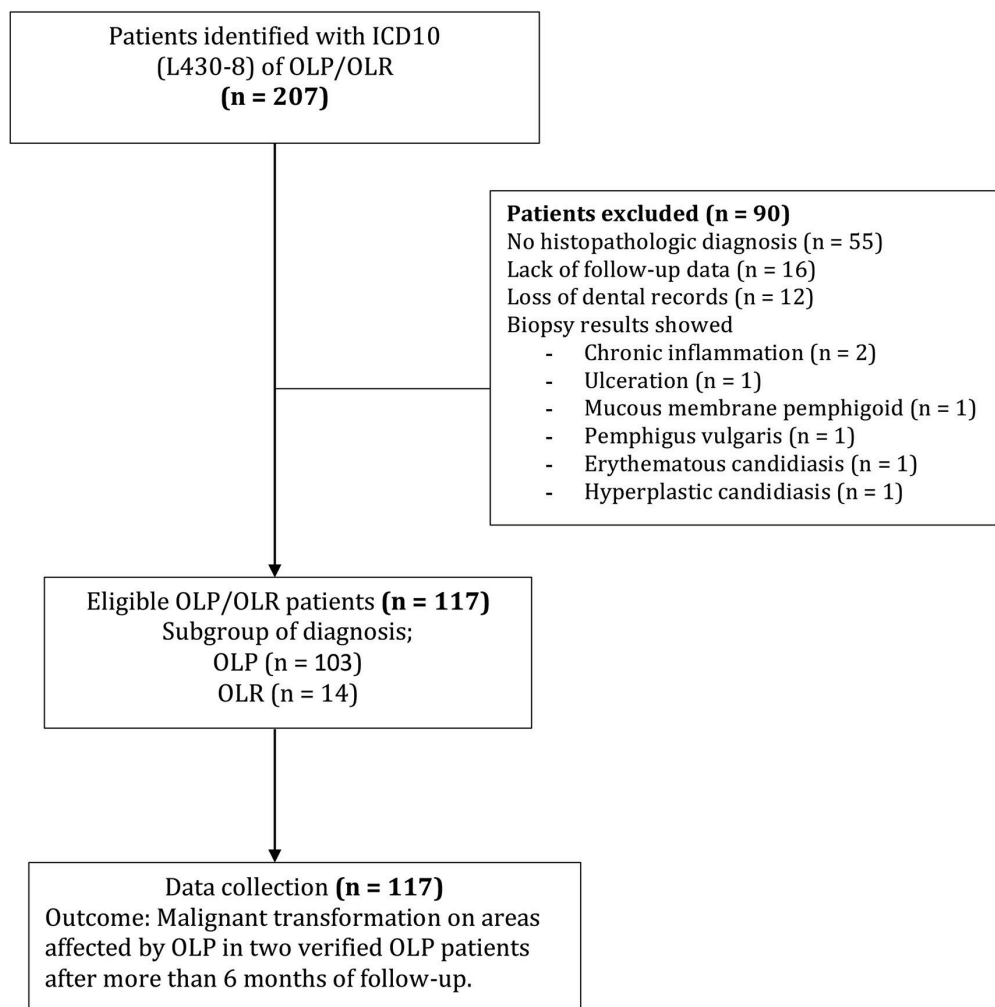 Patients identified with ICD10
(L430-8) of OLP/OLR
(n = 207)
Patients excluded (n = 90)
No histopathologic diagnosis (n = 55)
Lack of follow-up data (n = 16)
Loss of dental records (n = 12)
Biopsy results showed
- Chronic inflammation (n = 2)
- Ulceration (n = 1)
- Mucous membrane pemphigoid (n = 1)
- Pemphigus vulgaris (n = 1)
- Erythematous candidiasis (n = 1)
- Hyperplastic candidiasis (n = 1)
Eligible OLP/OLR patients (n = 117)
Subgroup of diagnosis;
OLP (n = 103)
OLR (n = 14)
Data collection (n = 117)
Outcome: Malignant transformation on areas
affected by OLP in two verified OLP patients
after more than 6 months of follow-up.